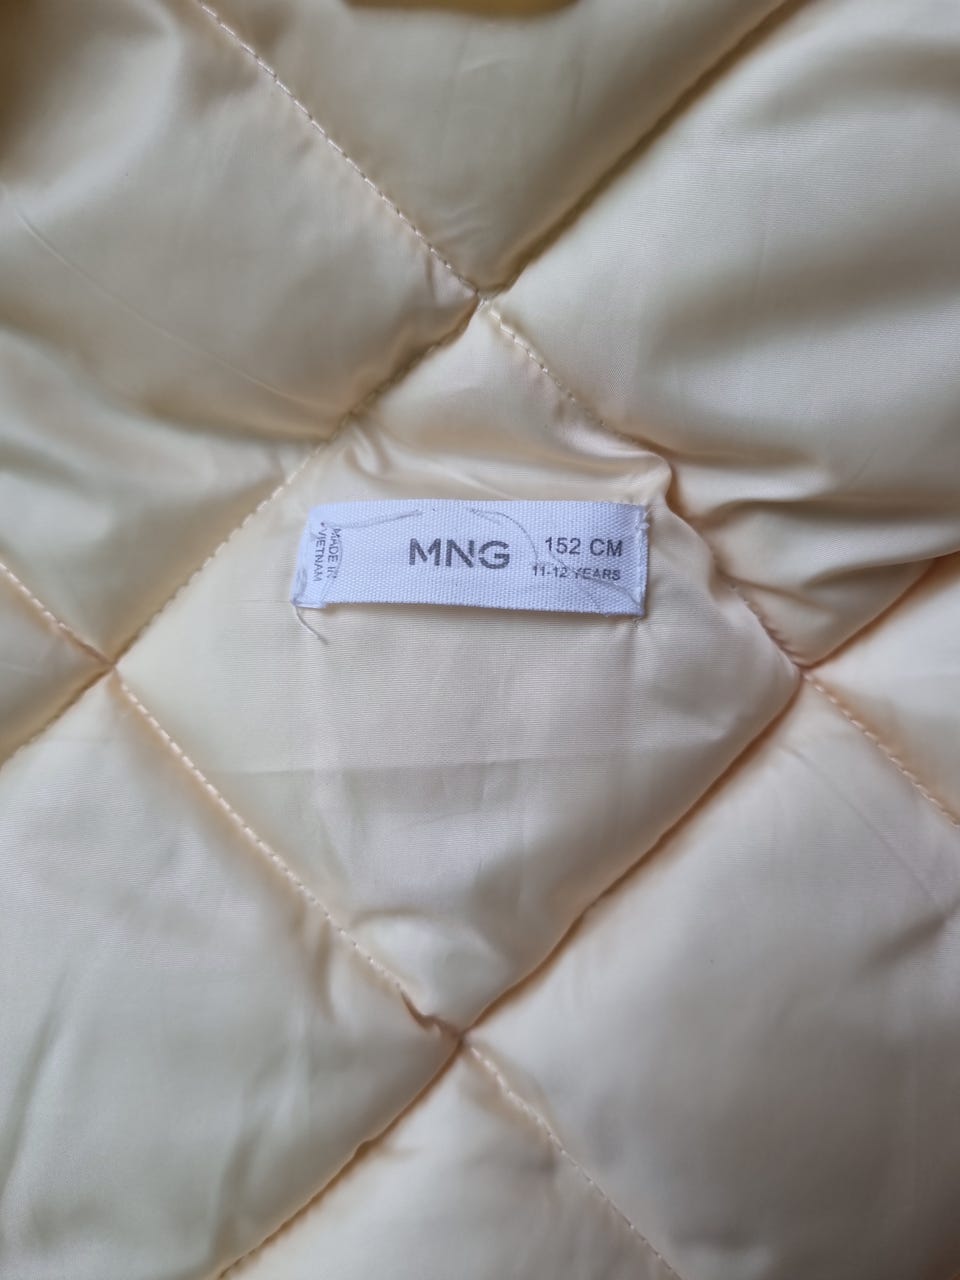 MADE IN
VIETNAM
MNG
152 CM
11-12 YEARS